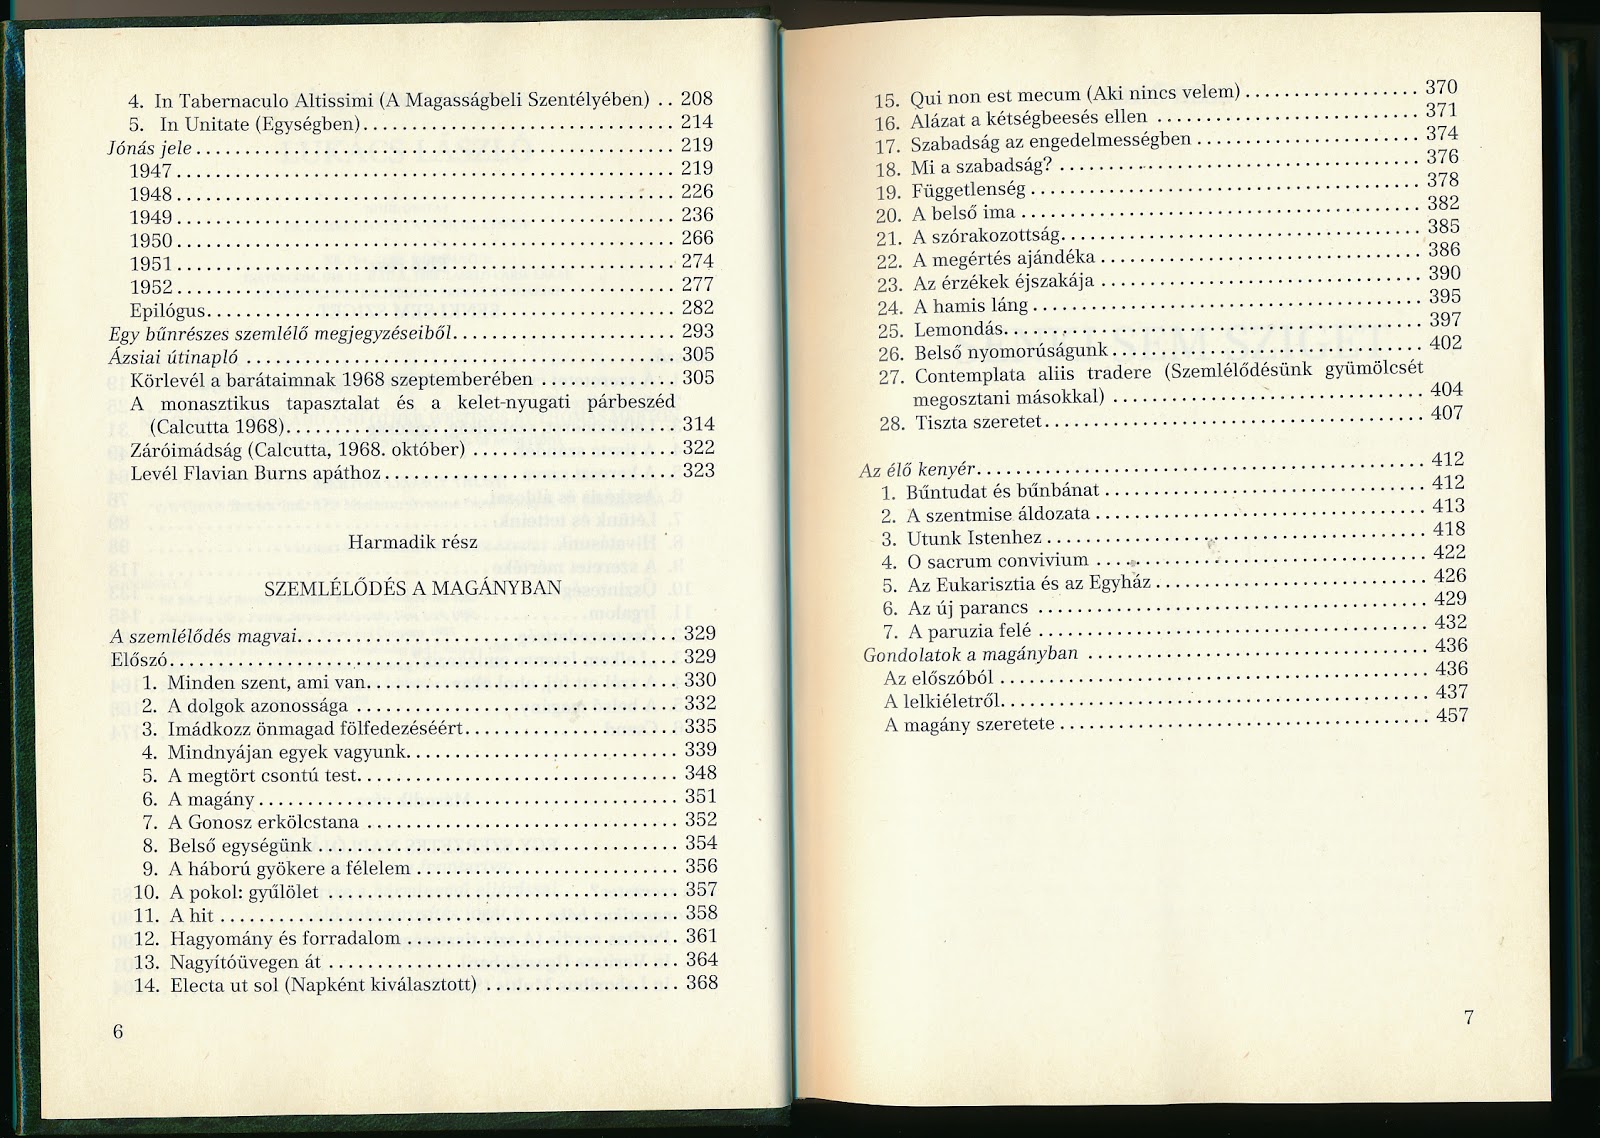 4. In Tabernaculo Altissimi (A Magasságbeli Szentélyében) .. 208
5. In Unitate (Egységben)................................ 214
Jónás jele................................................ 219
1947.................................................... 219
1948.................................................... 226
1949.................................................... 236
1950.................................................... 266
1951.................................................... 274
1952.................................................... 277
Epilógus................................................ 282
Egy bűnrészes szemlélő megjegyzéseiből....................... 293
Ázsiai útinapló ............................................ 305
Körlevél a barátaimnak 1968 szeptemberében .............. 305
A monasztikus tapasztalat és a kelet-nyugati párbeszéd
(Calcutta 1968)........................................ 314
Záróimádság (Calcutta, 1968. október) ..................... 322
Levél Flavian Burns apáthoz.............................. 323
Harmadik rész
SZEMLÉLŐDÉS A MAGÁNYBAN
A szemlélődés magvai....................................... 329
Előszó.................................................... 329
1. Minden szent, ami van................................ 330
2. A dolgok azonossága ................................. 332
3. Imádkozz önmagad fölfedezéséért...................... 335
4. Mindnyájan egyek vagyunk............................. 339
5. A megtört csontú test................................. 348
6. A magány........................................... 351
7. A Gonosz erkölcstana ................................ 352
8. Belső egységünk ..................................... 354
9. A háború gyökere a félelem ........................... 356
10. A pokol: gyűlölet .................................... 357
11. A hit ............................................... 358
12. Hagyomány és forradalom ............................ 361
13. Nagyítóüvegen át .................................... 364
14. Electa ut sol (Napként kiválasztott) .................... 368
6
15. Qui non est mecum (Aki nincs velem).................. 370
16. Alázat a kétségbeesés ellen ........................... 371
17. Szabadság az engedelmességben ....................... 374
18. Mi a szabadság? ..................................... 376
19. Függetlenség ........................................ 378
20. A belső ima ......................................... 382
21. A szórakozottság..................................... 385
22. A megértés ajándéka ................................. 386
23. Az érzékek éjszakája ................................. 390
24. A hamis láng ........................................ 395
25. Lemondás........................................... 397
26. Belső nyomorúságunk................................ 402
27. Contemplata aliis tradere (Szemlélődésünk gyümölcsét
megosztani másokkal) ................................ 404
28. Tiszta szeretet....................................... 407
Az élő kenyér.............................................. 412
1. Bűntudat és bűnbánat ................................. 412
2. A szentmise áldozata .................................. 413
3. Utunk Istenhez ....................................... 418
4. O sacrum convivium .................................. 422
5. Az Eukarisztia és az Egyház ............................ 426
6. Az új parancs ........................................ 429
7. A paruzia felé ........................................ 432
Gondolatok a magányban ................................... 436
Az előszóból ............................................ 436
A lelkiéletről............................................ 437
A magány szeretete ...................................... 457
7